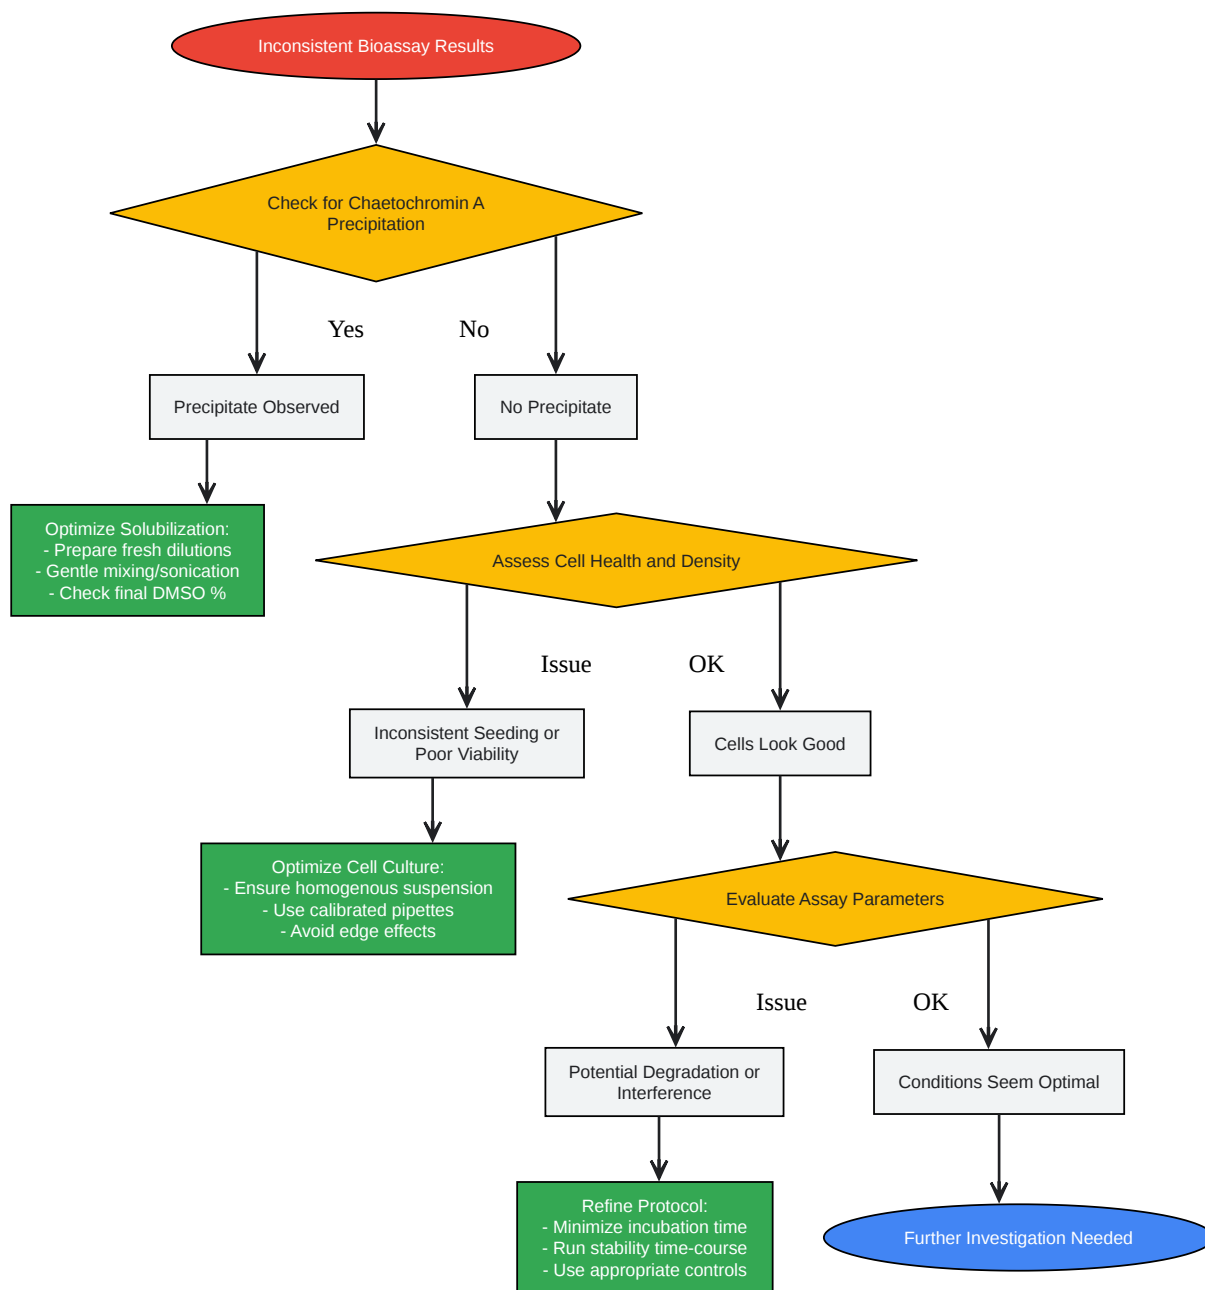 Inconsistent Bioassay Results
Check for Chaetochromin A
Precipitation
Yes
No
Precipitate Observed
No Precipitate
Optimize Solubilization:
- Prepare fresh dilutions
- Gentle mixing/sonication
- Check final DMSO %
Assess Cell Health and Density
Issue
OK
Inconsistent Seeding or
Poor Viability
Cells Look Good
Optimize Cell Culture:
- Ensure homogenous suspension
- Use calibrated pipettes
- Avoid edge effects
Evaluate Assay Parameters
Issue
OK
Potential Degradation or
Interference
Conditions Seem Optimal
Refine Protocol:
- Minimize incubation time
- Run stability time-course
- Use appropriate controls
Further Investigation Needed